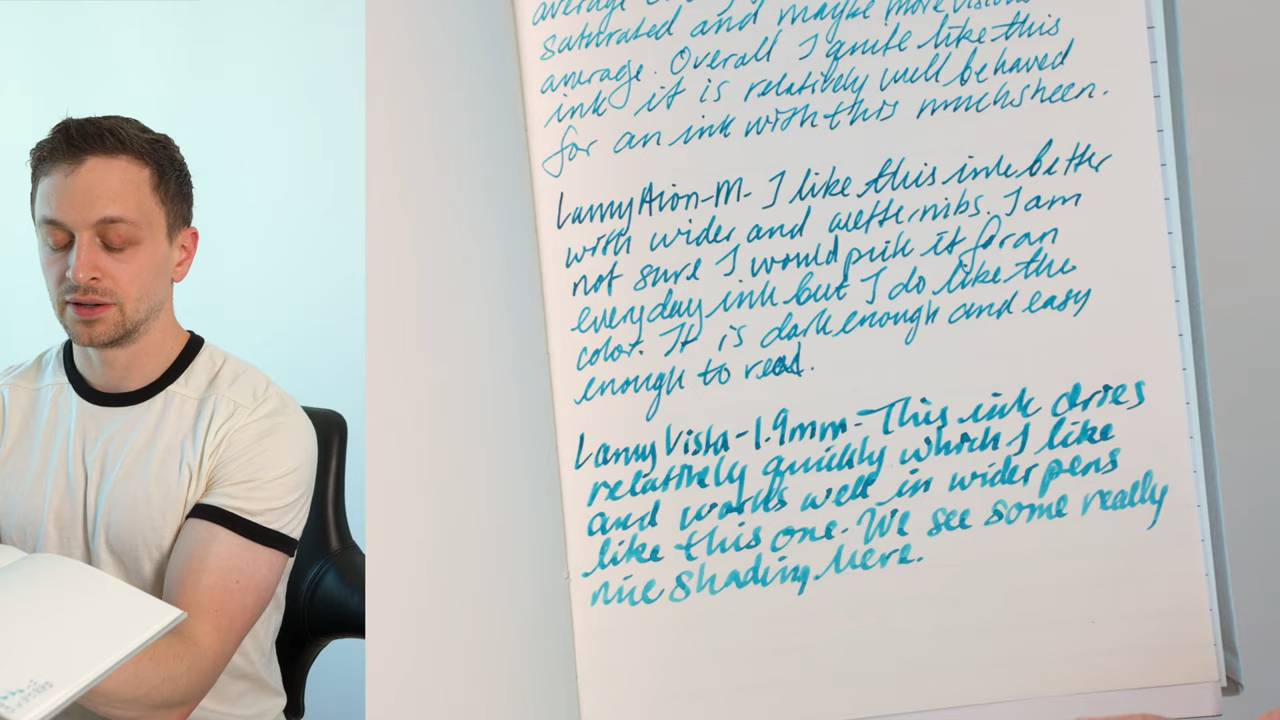 average
saturated and maybe more
average. Overall I quite like this
ink it is relatively well behaved
for an ink with this much sheen.
Lamy Aion-M- I like this ink better
with wider and wetter nibs. I am
not sure I would pick it for an
everyday ink but I do like the
color. It is dark enough and easy
enough to read.
Lamy Vista-1.9mm-This ink dries
relatively quickly which I like
and works well in wider pens
like this one. We see some really
nice shading here.